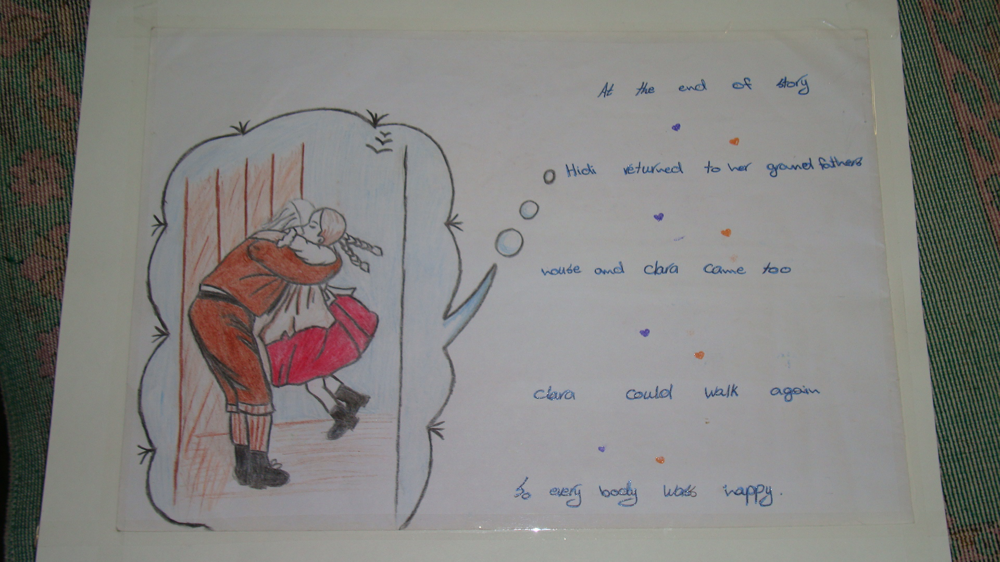 At the end of story
Hidi returned to her grand fathers
house and clara came too
clara could walk again
So every body wass happy.